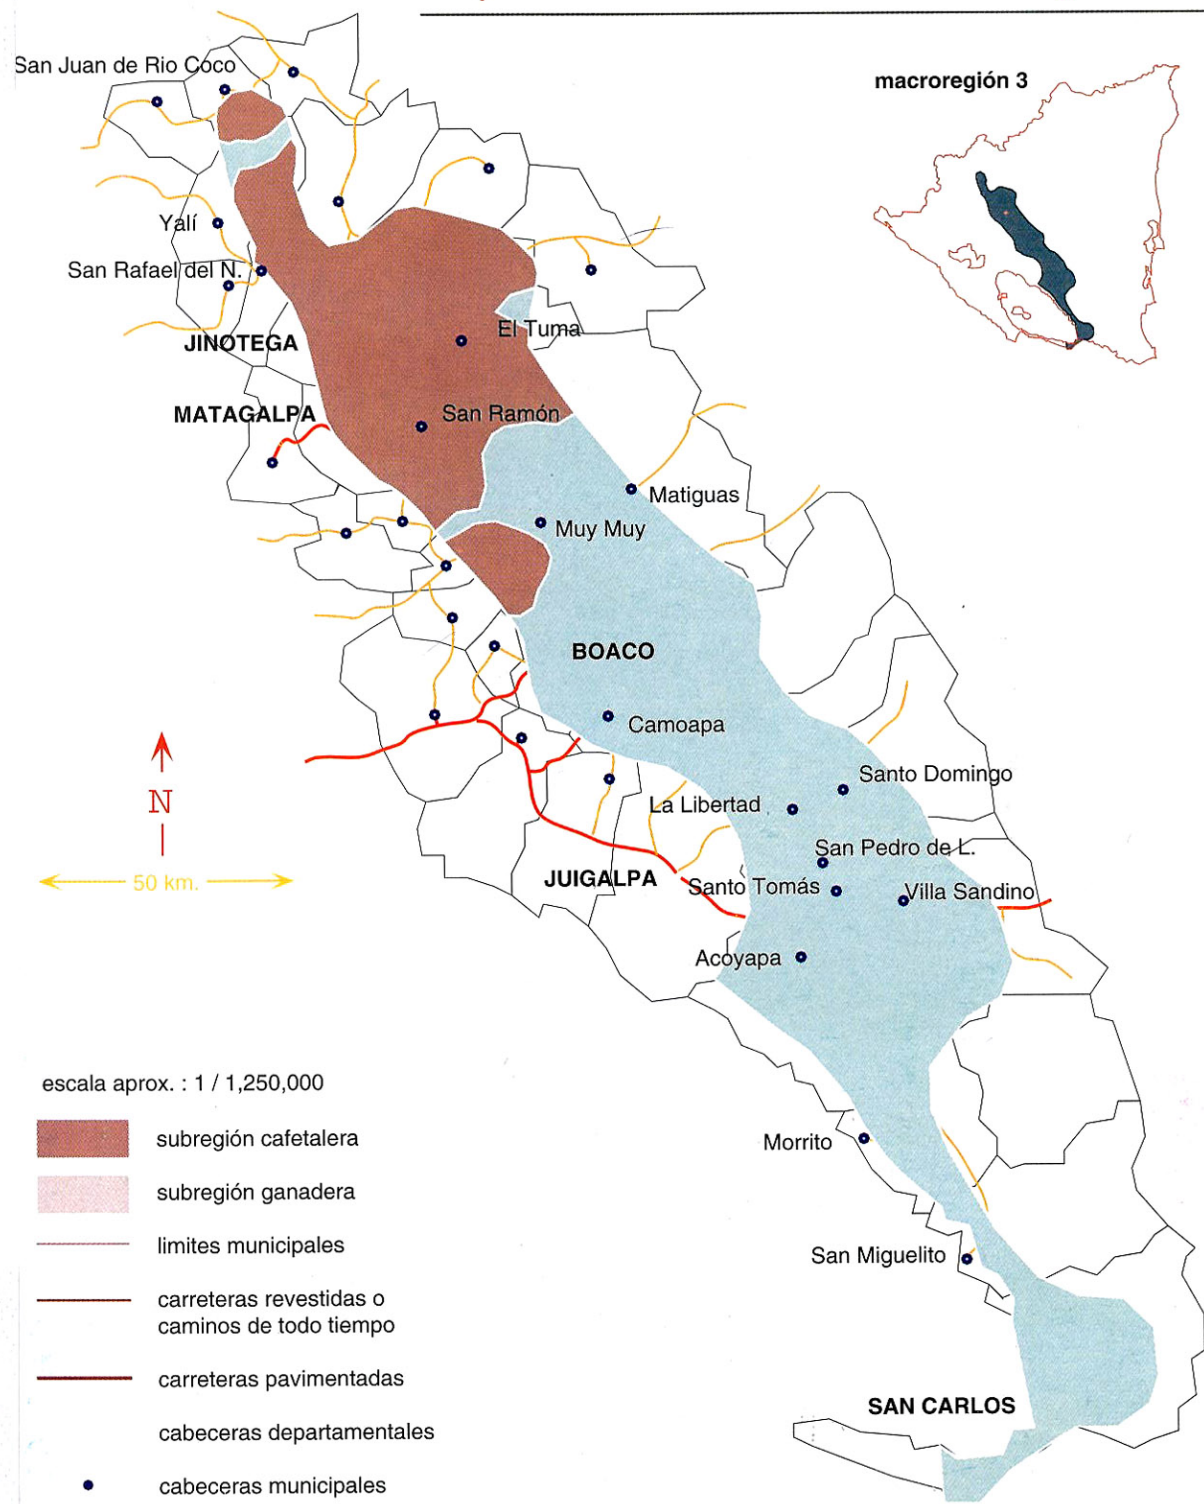 San Juan de Rio Coco
macroregión 3
Yalí
San Rafael del N.
El Tuma
JINOTEGA
MATAGALPA
San Ramón
Matiguas
Muy Muy
BOACO
Camoapa
N
Santo Domingo
La Libertad
San Pedro de L.
50 km.
JUIGALPA
Santo Tomás
Villa Sandino
Acoyapa
escala aprox. : 1 / 1,250,000
subregión cafetalera
Morrito
subregión ganadera
limites municipales
San Miguelito
carreteras revestidas o
caminos de todo tiempo
carreteras pavimentadas
SAN CARLOS
cabeceras departamentales
cabeceras municipales